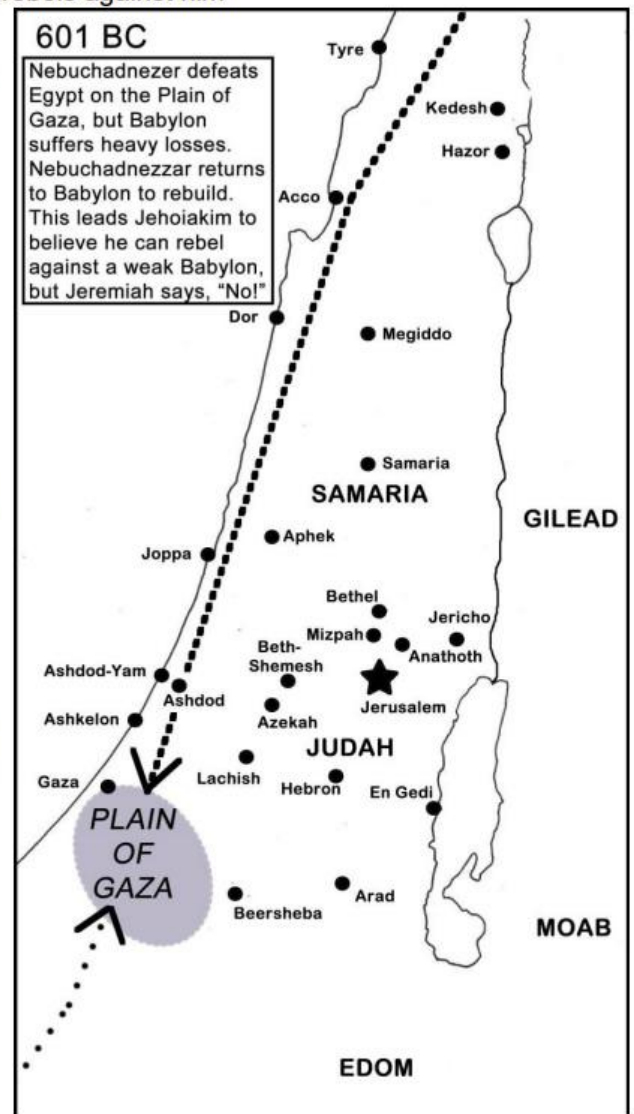 rebels against him
601 BC
Nebuchadnezer defeats
Egypt on the Plain of
Gaza, but Babylon
suffers heavy losses.
Nebuchadnezzar returns
to Babylon to rebuild.
This leads Jehoiakim to
believe he can rebel
against a weak Babylon,
but Jeremiah says, “No!”
Tyre
Kedesh
Hazor
Acco
Dor
Megiddo
Samaria
SAMARIA
GILEAD
Aphek
Joppa
Bethel
Jericho
Mizpah
Anathoth
Beth-
Shemesh
Ashdod-Yam
Ashdod
Jerusalem
Azekah
Ashkelon
JUDAH
Lachish
Hebron
Gaza
En Gedi
PLAIN
OF
GAZA
Arad
Beersheba
MOAB
EDOM